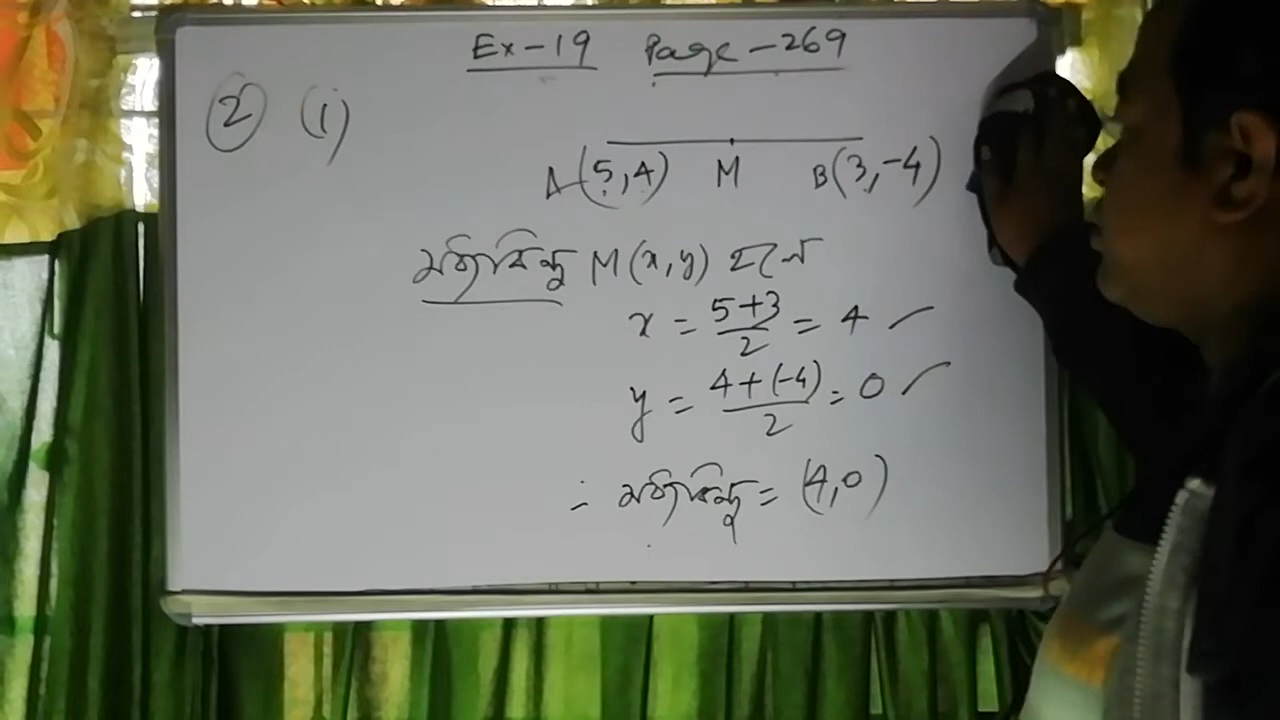 Ex-19 Page-269
② (i)
A(5,4) M B(3,-4)
মধ্যবিন্দু M(x,y) হলে
x = 5+3/2 = 4 ✓
y = 4+(-4)/2 = 0 ✓
∴ মধ্যবিন্দু = (4,0)